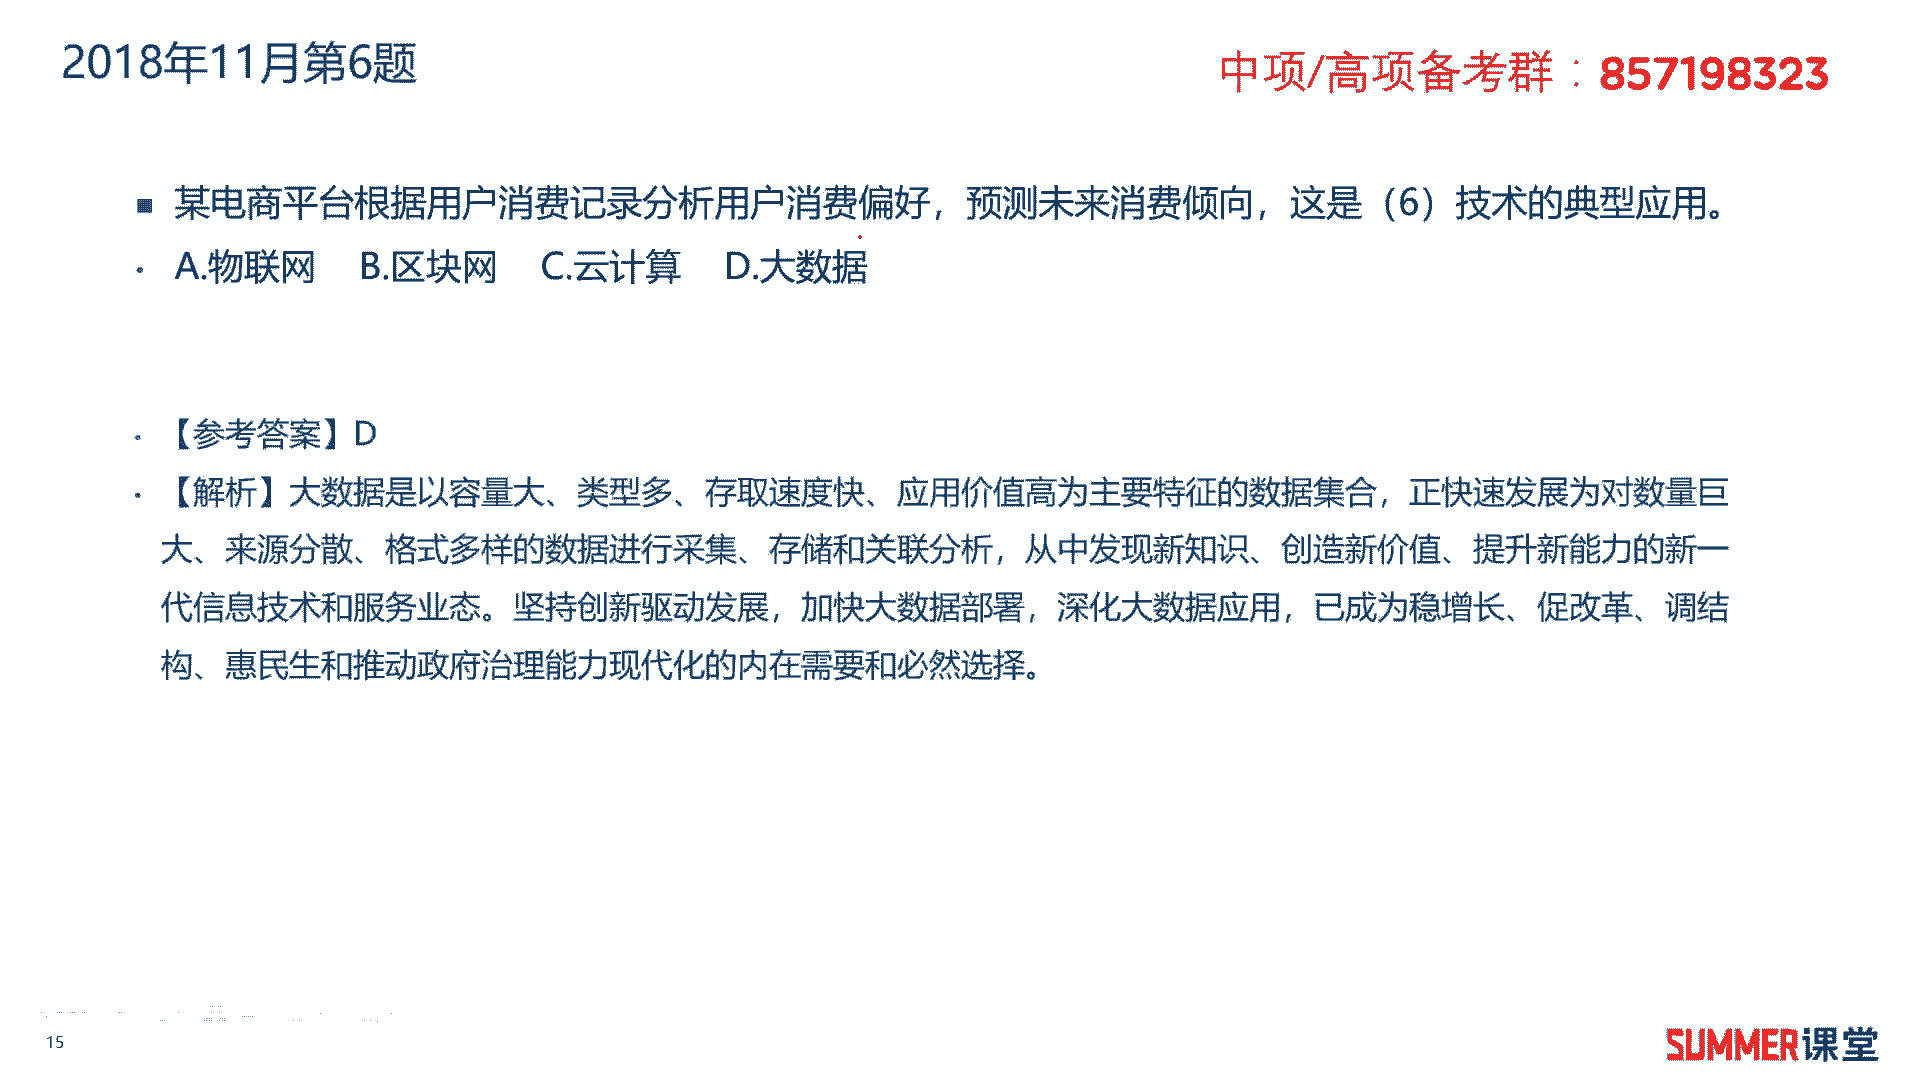 2018年11月第6题
中项/高项备考群：857198323
■ 某电商平台根据用户消费记录分析用户消费偏好，预测未来消费倾向，这是（6）技术的典型应用。
• A.物联网 B.区块网 C.云计算 D.大数据
• 【参考答案】D
• 【解析】大数据是以容量大、类型多、存取速度快、应用价值高为主要特征的数据集合，正快速发展为对数量巨
大、来源分散、格式多样的数据进行采集、存储和关联分析，从中发现新知识、创造新价值、提升新能力的新一
代信息技术和服务业态。坚持创新驱动发展，加快大数据部署，深化大数据应用，已成为稳增长、促改革、调结
构、惠民生和推动政府治理能力现代化的内在需要和必然选择。
15
SUMMER课堂